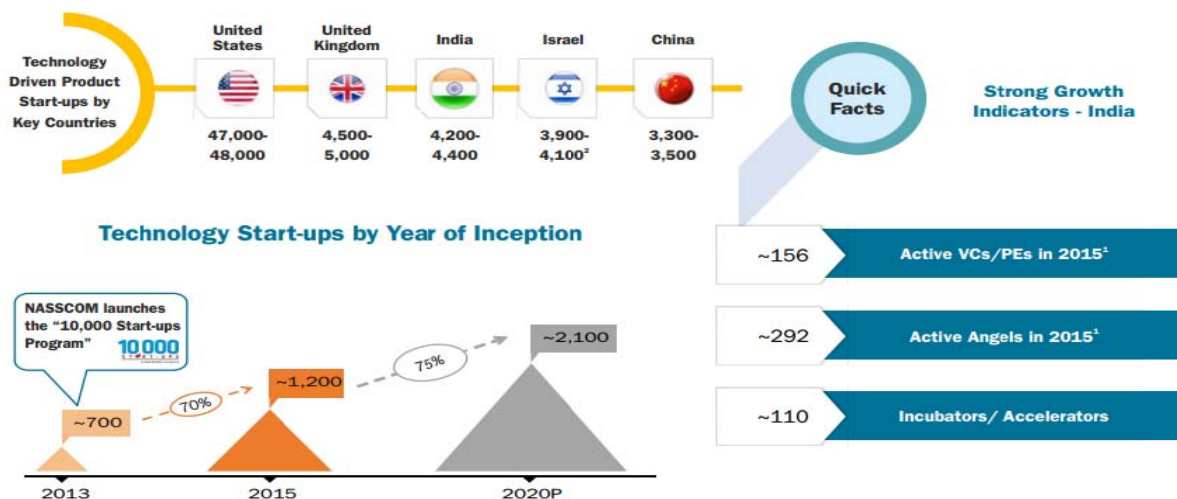 Technology
Driven Product
Start-ups by
Key Countries
United
States
47,000-
48,000
United
Kingdom
4,500-
5,000
India
4,200-
4,400
Israel
3,900-
4,100²
China
3,300-
3,500
Quick
Facts
Strong Growth
Indicators - India
~156
Active VCs/PEs in 2015¹
~292
Active Angels in 2015¹
~110
Incubators/ Accelerators
Technology Start-ups by Year of Inception
NASSCOM launches
the “10,000 Start-ups
Program”
10 000
START-UPS
~700
70%
~1,200
75%
~2,100
2013
2015
2020P